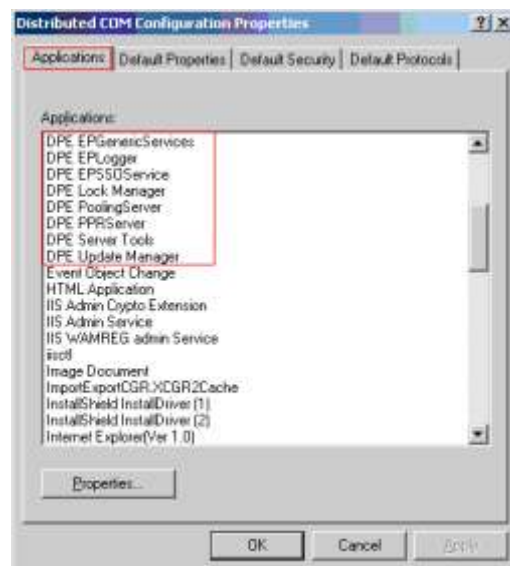 Distributed COM Configuration Properties
Applications Default Properties Default Security Default Protocols
Applications:
DPE EPGenericServices
DPE EPLogger
DPE EPSSOService
DPE Lock Manager
DPE PoolingServer
DPE PPRServer
DPE Server Tools
DPE Update Manager
Event Object Change
HTML Application
IIS Admin Crypto Extension
IIS Admin Service
IIS WAMREG admin Service
iisctl
Image Document
ImportExportCGR.XCGR2Cache
InstallShield InstallDriver (1)
InstallShield InstallDriver (2)
Internet Explorer(Ver 1.0)
Properties...
OK Cancel Apply